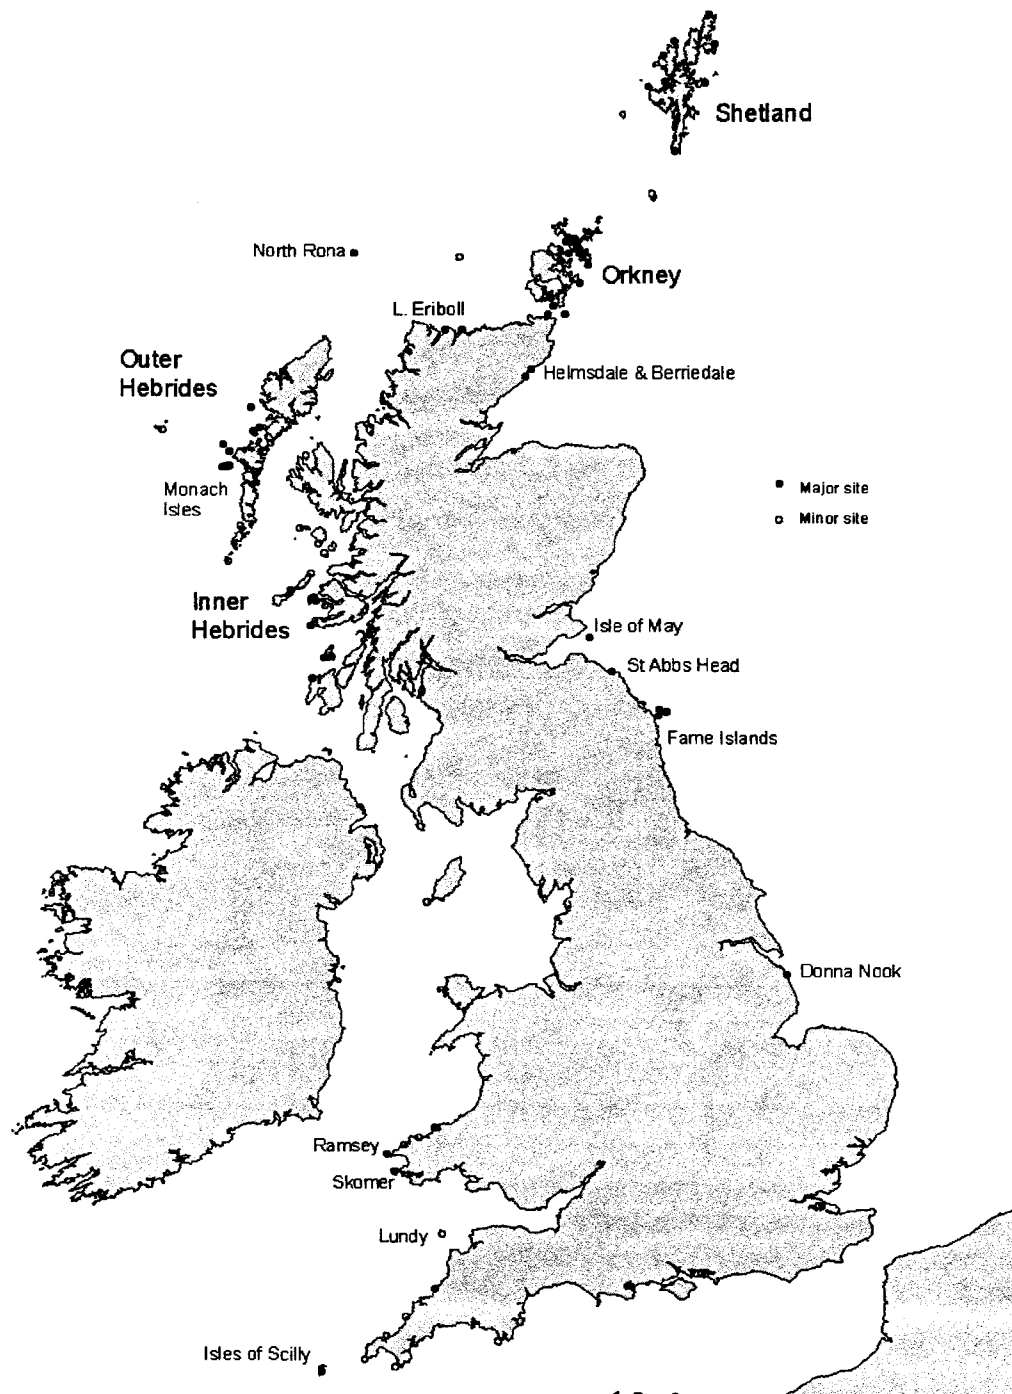 Shetland
North Rona
Orkney
L. Eriboll
Outer
Hebrides
Helmsdale & Berriedale
Monach
Isles
Major site
Minor site
Inner
Hebrides
Isle of May
St Abbs Head
Farne Islands
Donna Nook
Ramsey
Skomer
Lundy
Isles of Scilly